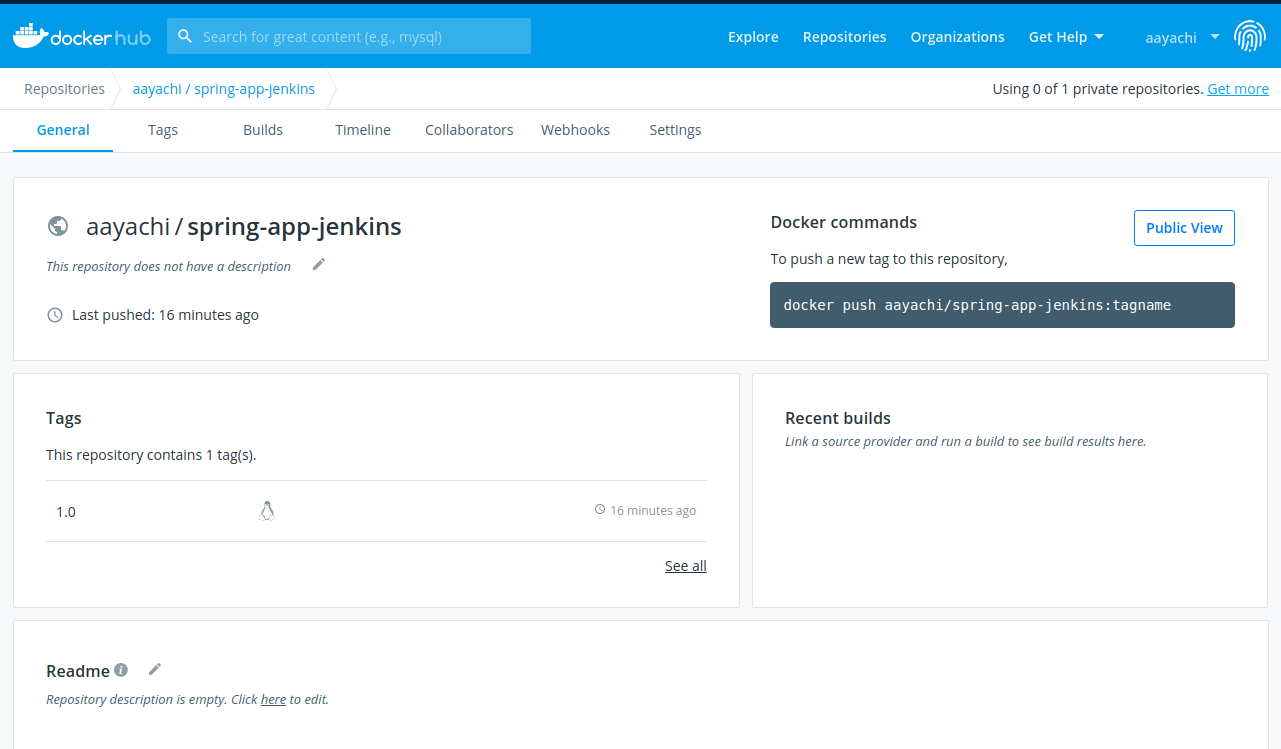 docker hub
Search for great content (e.g., mysql)
Explore
Repositories
Organizations
Get Help
aayachi
Repositories
aayachi / spring-app-jenkins
Using 0 of 1 private repositories. Get more
General
Tags
Builds
Timeline
Collaborators
Webhooks
Settings
aayachi / spring-app-jenkins
This repository does not have a description
Last pushed: 16 minutes ago
Docker commands
Public View
To push a new tag to this repository,
docker push aayachi/spring-app-jenkins:tagname
Tags
This repository contains 1 tag(s).
1.0
16 minutes ago
See all
Recent builds
Link a source provider and run a build to see build results here.
Readme
Repository description is empty. Click here to edit.